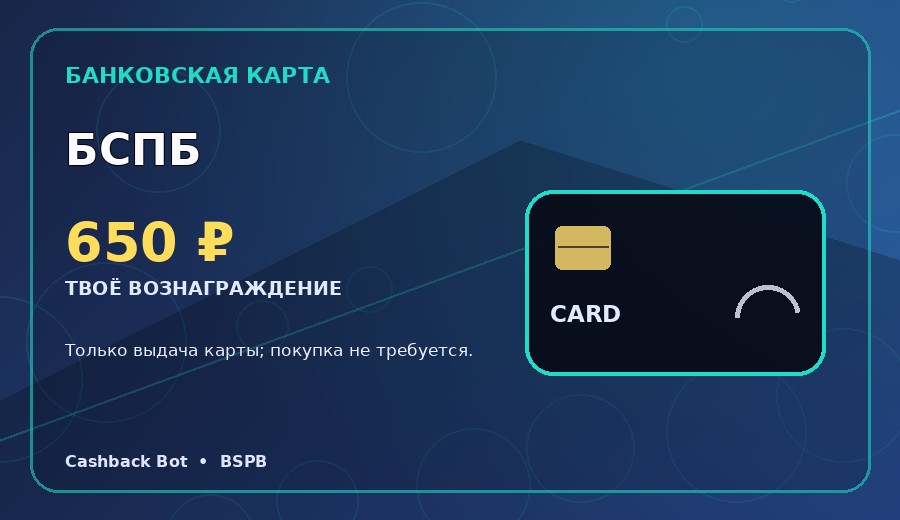 БАНКОВСКАЯ КАРТА
БСПБ
650 ₽
ТВОЁ ВОЗНАГРАЖДЕНИЕ
CARD
Только выдача карты; покупка не требуется.
Cashback Bot • BSPB